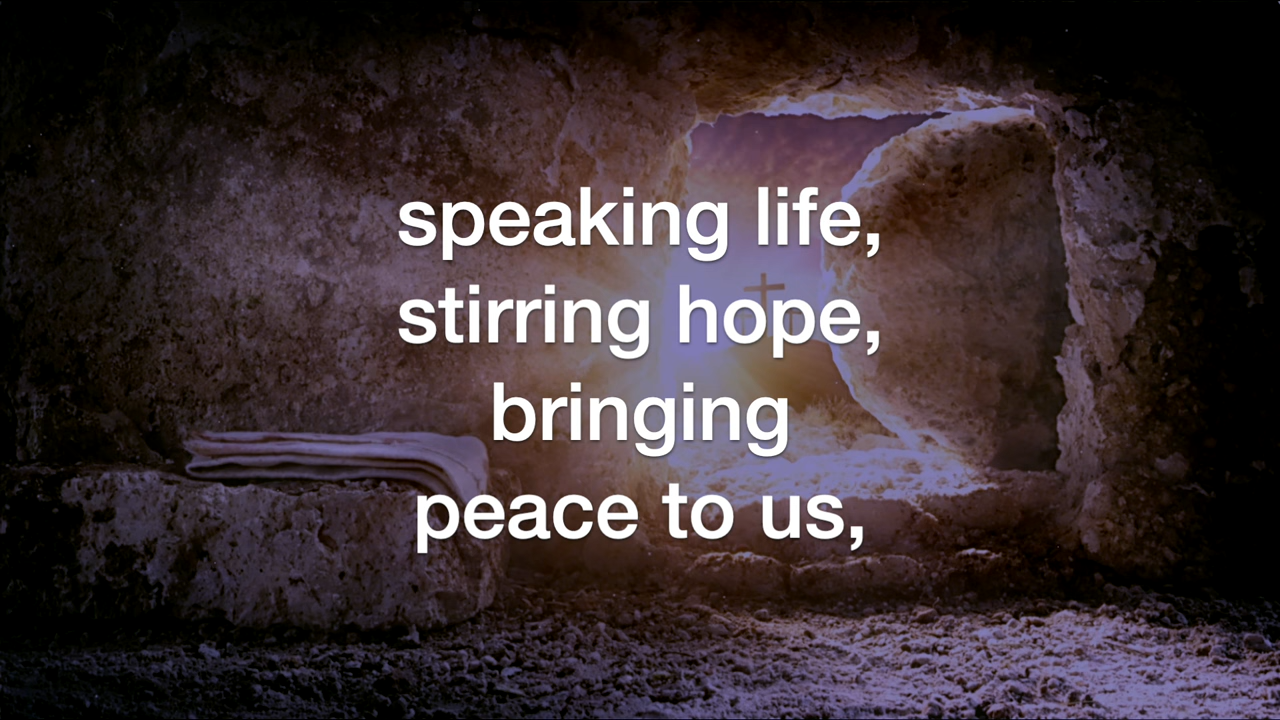 speaking life,
stirring hope,
bringing
peace to us,